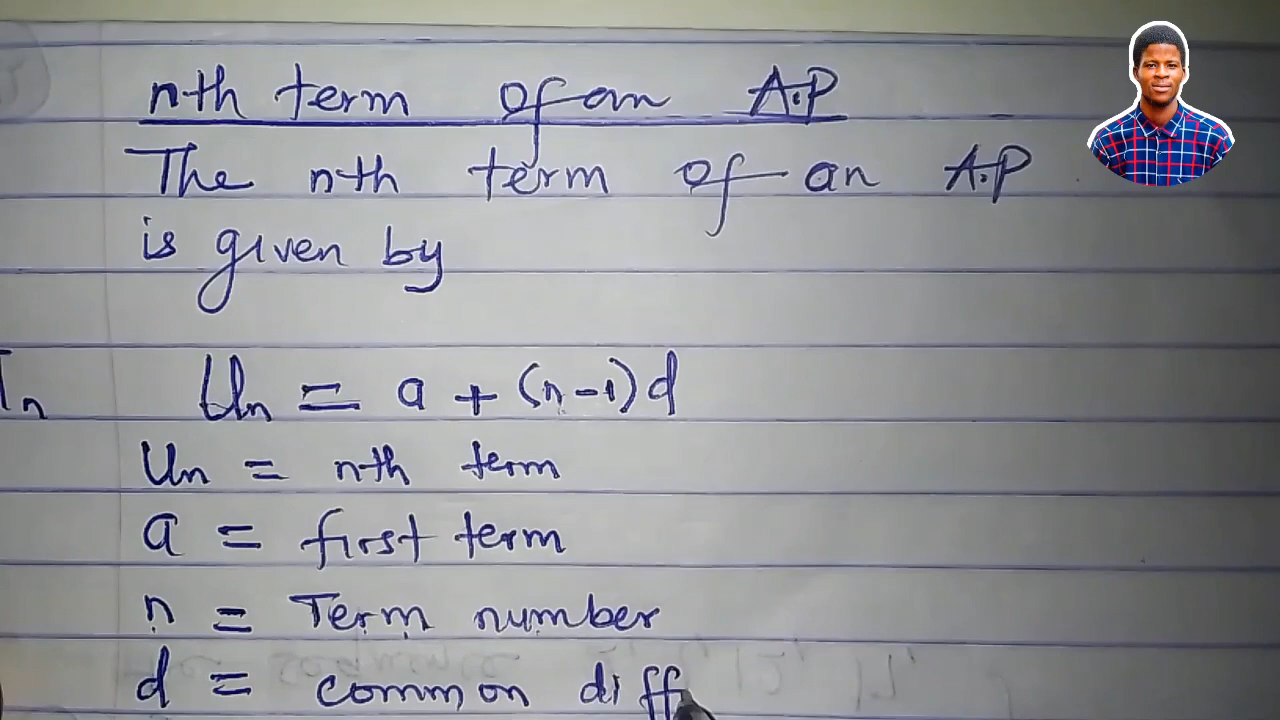 nth term of an A.P
The nth term of an A.P
is given by
Tn Un = a + (n-1)d
Un = nth term
a = first term
n = Term number
d = common diff